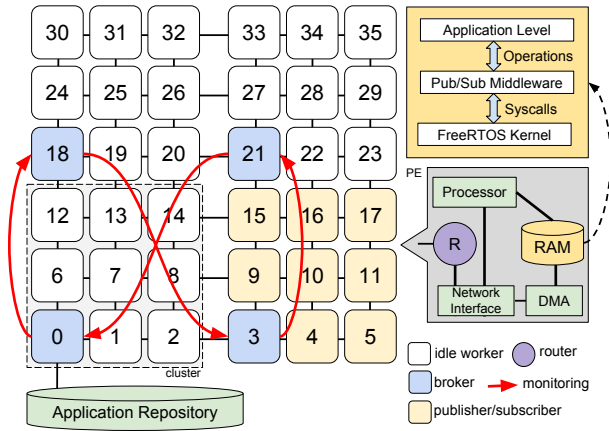 30 31 32 33 34 35
24 25 26 27 28 29
18 19 20 21 22 23
12 13 14 15 16 17
6 7 8 9 10 11
0 1 2 3 4 5
cluster
Application Repository
Application Level
Operations
Pub/Sub Middleware
Syscalls
FreeRTOS Kernel
PE
Processor
R
RAM
Network
Interface
DMA
idle worker
router
broker
monitoring
publisher/subscriber